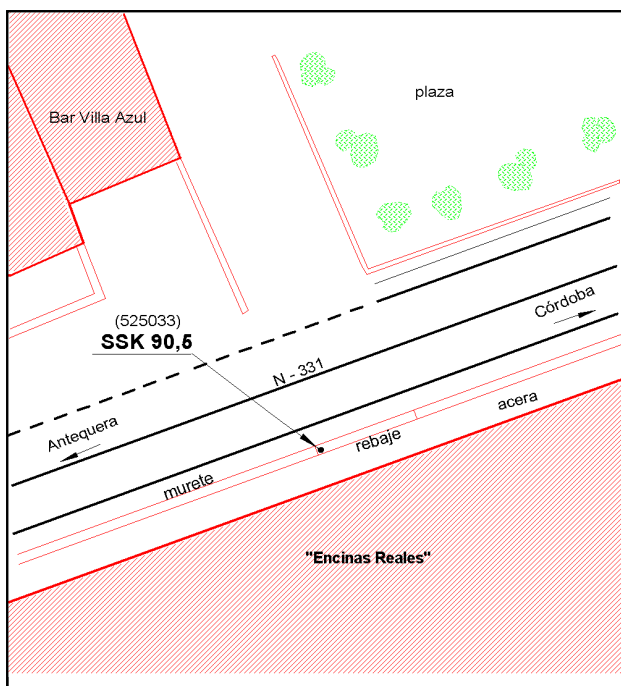 plaza
Bar Villa Azul
(525033)
SSK 90,5
Córdoba
N - 331
Antequera
acera
rebaje
murete
"Encinas Reales"